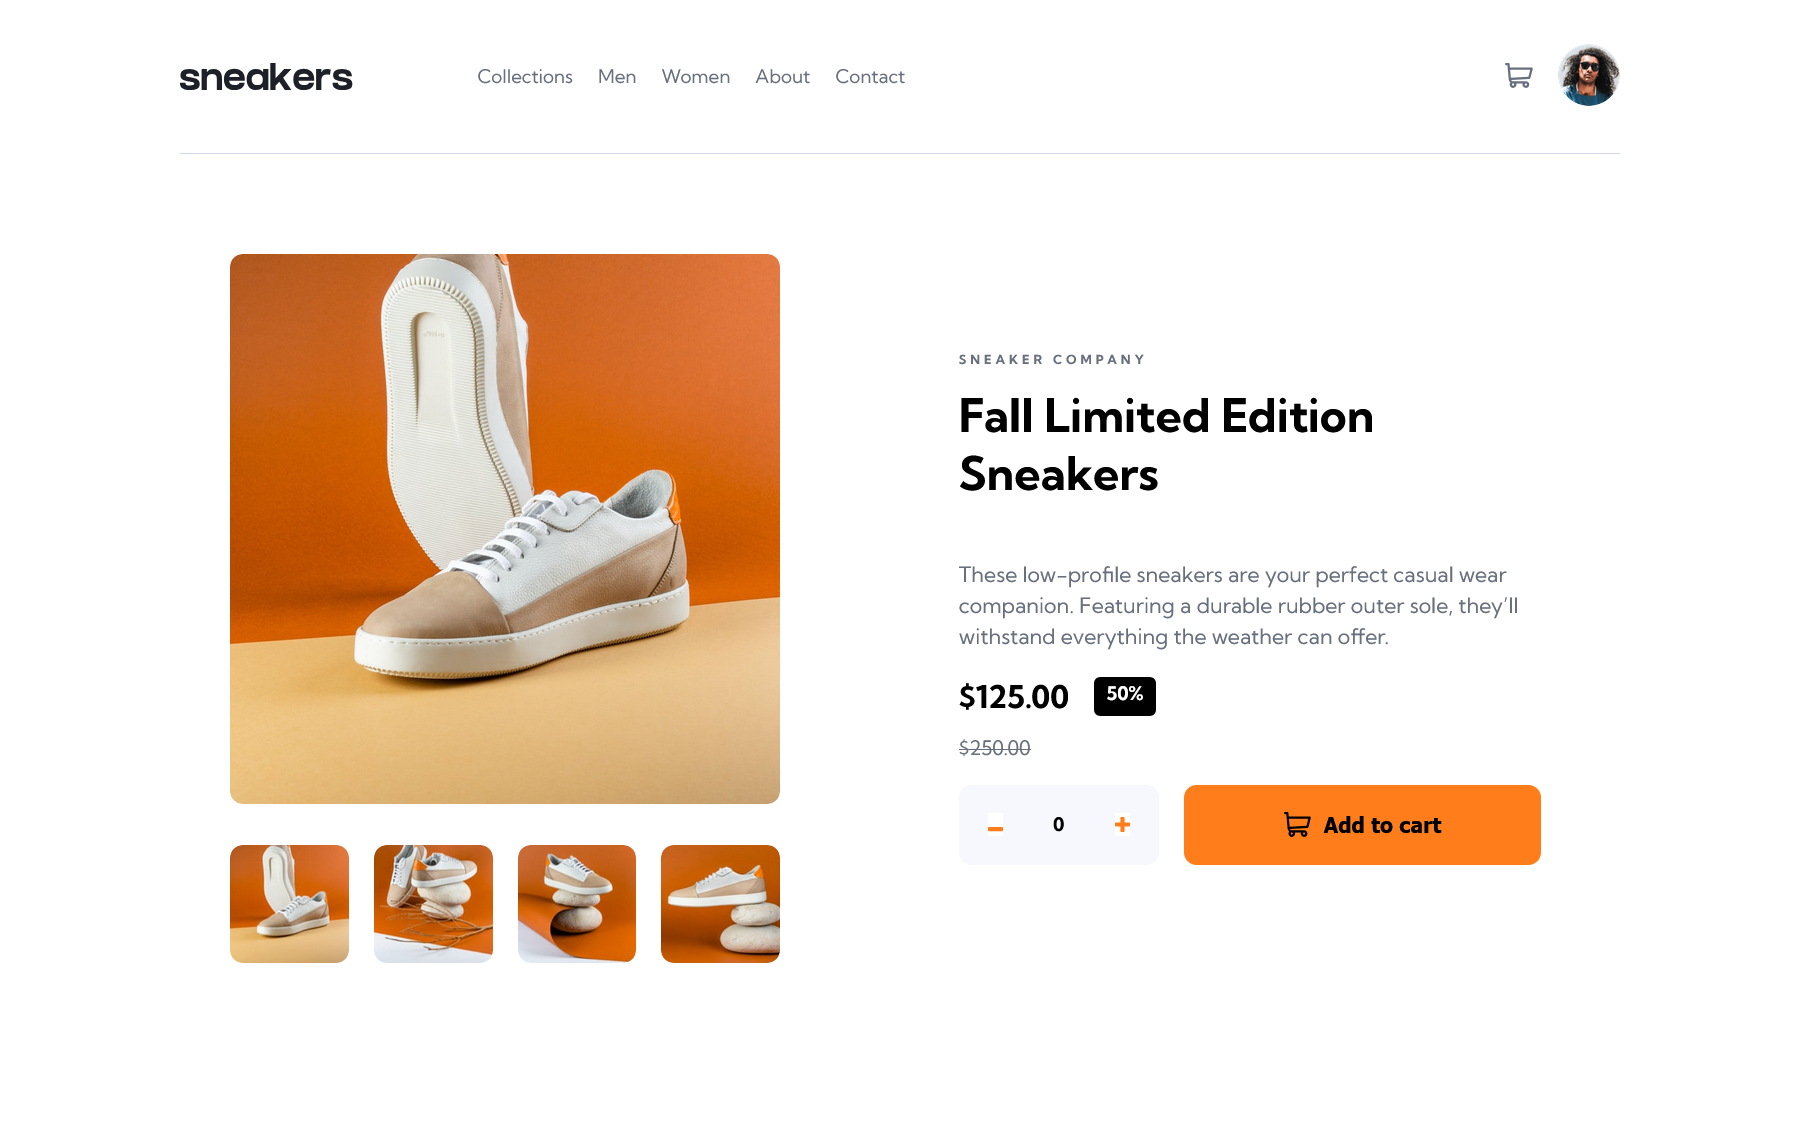 sneakers
Collections Men Women About Contact
SNEAKER COMPANY
Fall Limited Edition
Sneakers
These low-profile sneakers are your perfect casual wear
companion. Featuring a durable rubber outer sole, they’ll
withstand everything the weather can offer.
$125.00 50%
$250.00
- 0 +
Add to cart